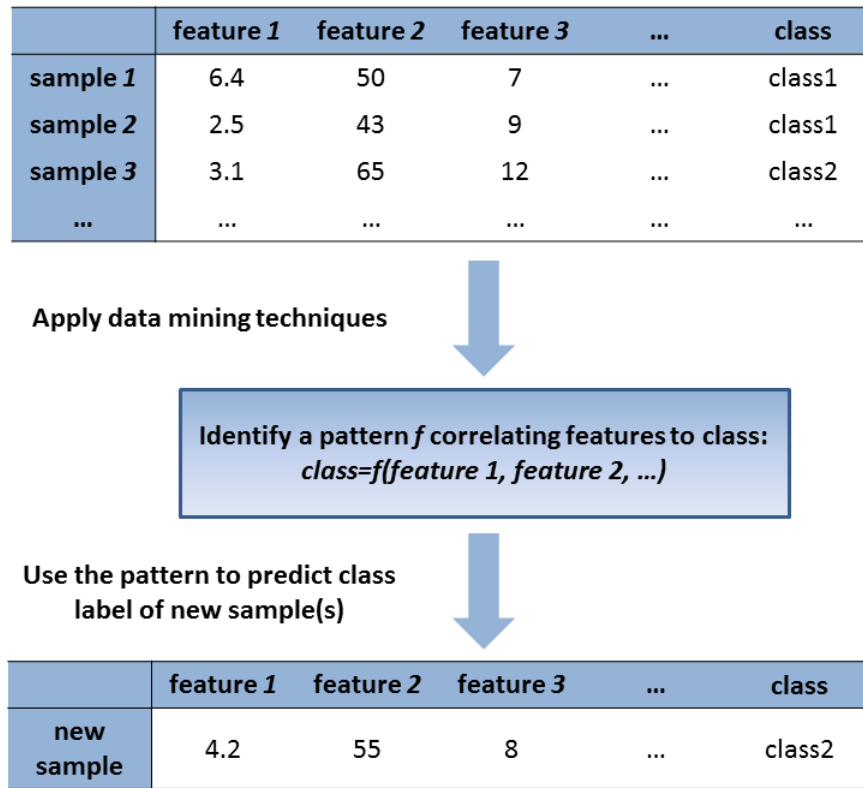 feature 1 feature 2 feature 3 ... class
sample 1 6.4 50 7 ... class1
sample 2 2.5 43 9 ... class1
sample 3 3.1 65 12 ... class2
... ... ... ... ... ...
Apply data mining techniques
Identify a pattern f correlating features to class:
class=f(feature 1, feature 2, ...)
Use the pattern to predict class
label of new sample(s)
feature 1 feature 2 feature 3 ... class
new
sample 4.2 55 8 ... class2